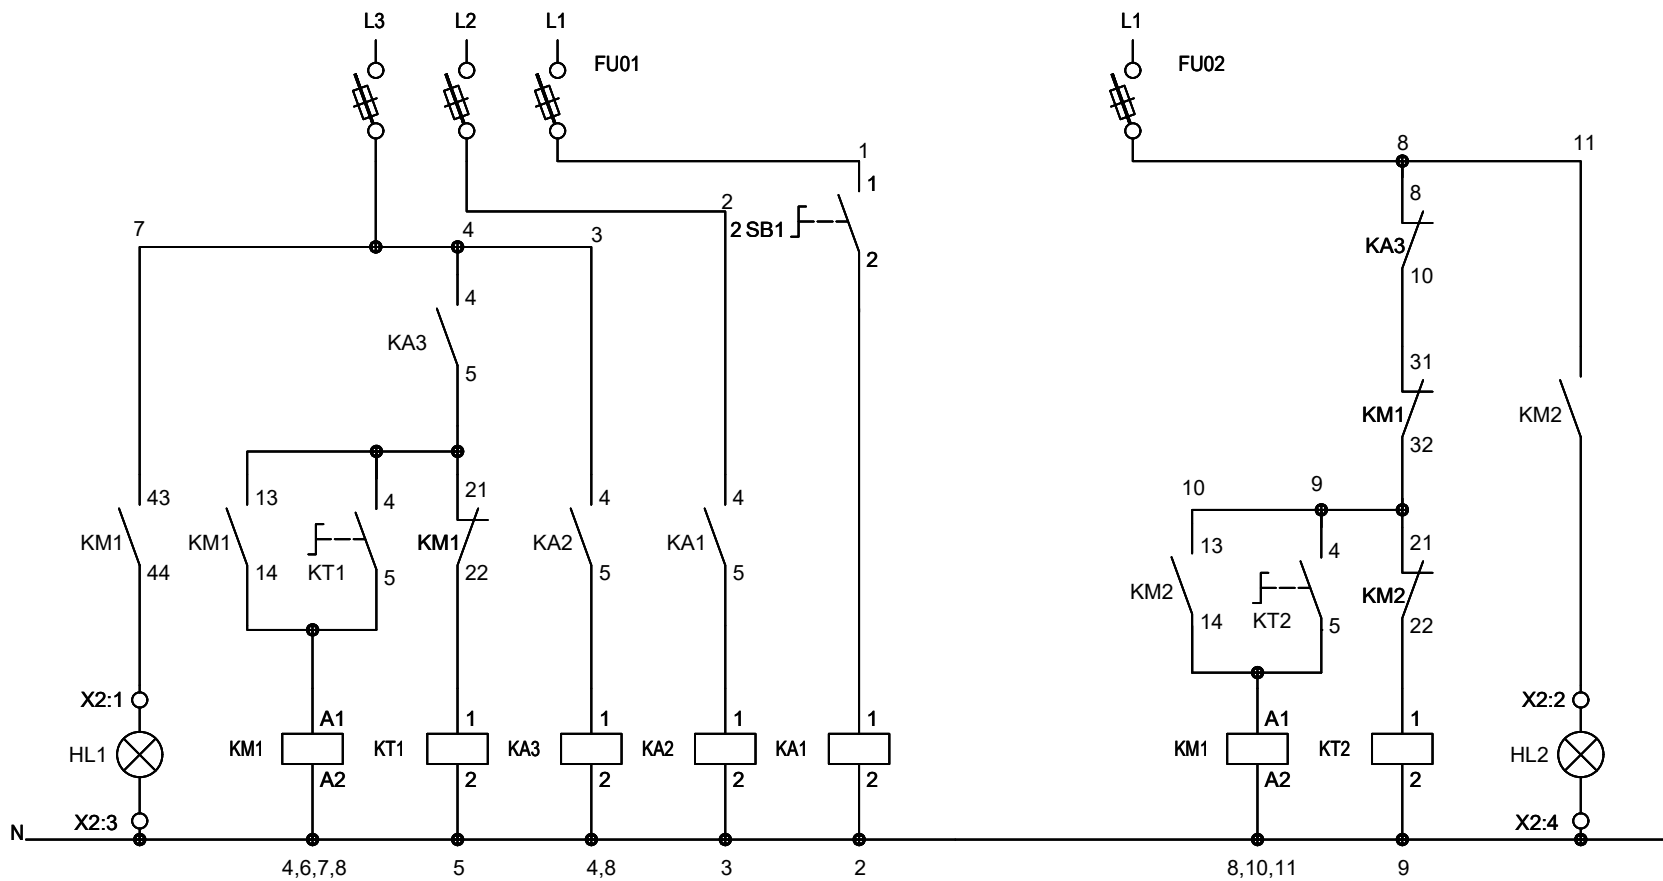 L3 L2 L1 L1
FU01 FU02
1 8 11
1 8
2
2 SB1
7 4 3
2
KA3
10
4
KA3
5
31
KM1 KM2
32
43 13 4 21 4 4
10 9
KM1 KM1 KT1 KM1 KA2 KA1
44 14 5 22 5 5
13 4 21
KM2 KT2 KM2
14 5 22
X2:1 X2:2
A1 1 1 1 1 A1 1
HL1 KM1 KT1 KA3 KA2 KA1 KM1 KT2 HL2
A2 2 2 2 2 A2 2
X2:3 X2:4
N
4,6,7,8 5 4,8 3 2 8,10,11 9